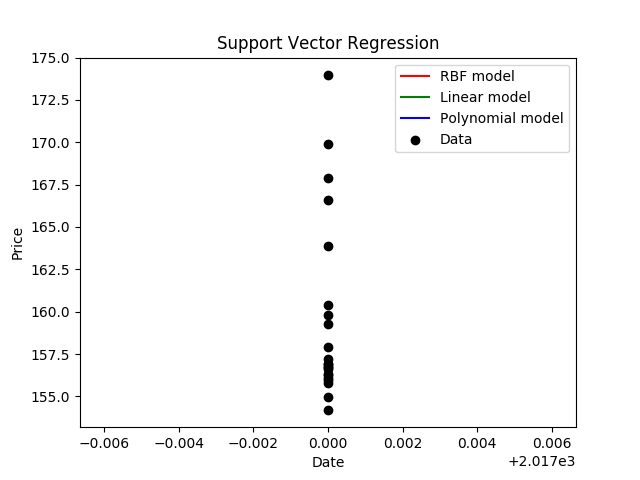 Support Vector Regression
175.0
172.5
170.0
167.5
165.0
162.5
160.0
157.5
155.0
Price
RBF model
Linear model
Polynomial model
Data
−0.006 −0.004 −0.002 0.000 0.002 0.004 0.006
Date
+2.017e3